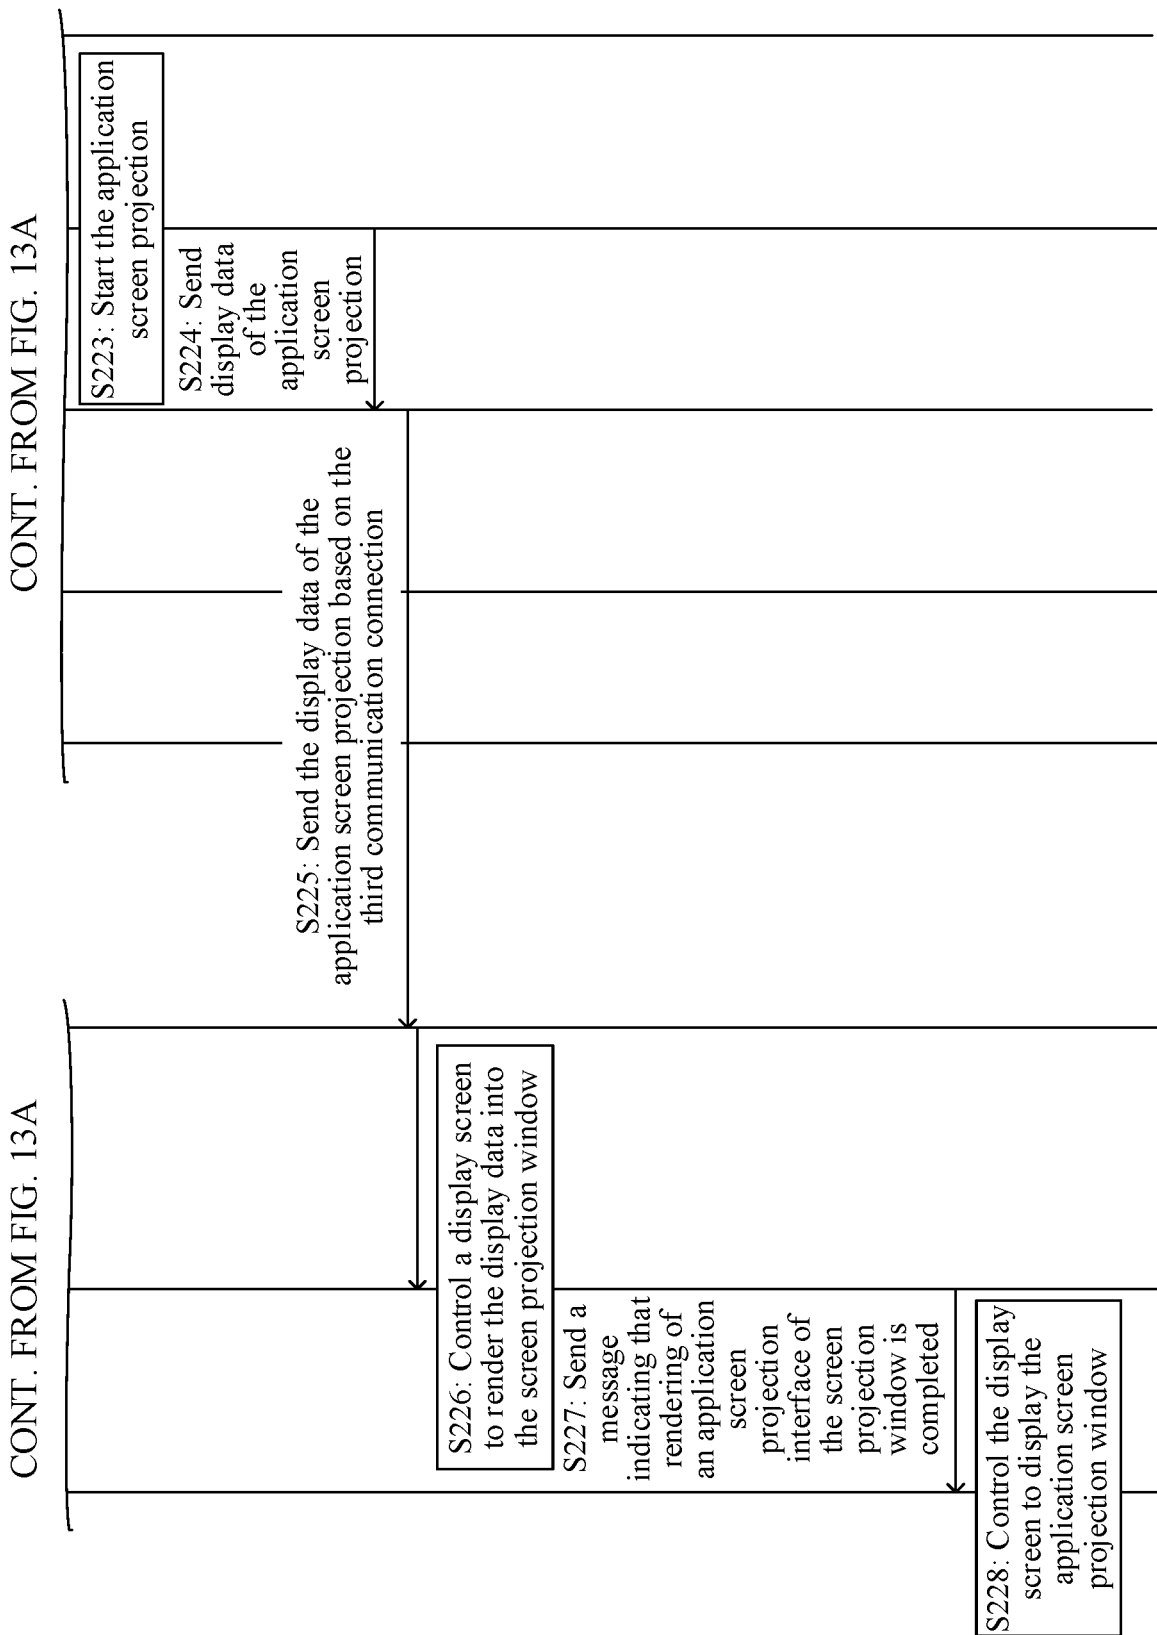 CONT. FROM FIG. 13A
CONT. FROM FIG. 13A
S223: Start the application
screen projection
S224: Send
display data
of the
application
screen
projection
S225: Send the display data of the
application screen projection based on the
third communication connection
S226: Control a display screen
to render the display data into
the screen projection window
S227: Send a
message
indicating that
rendering of
an application
screen
projection
interface of
the screen
projection
window is
completed
S228: Control the display
screen to display the
application screen
projection window